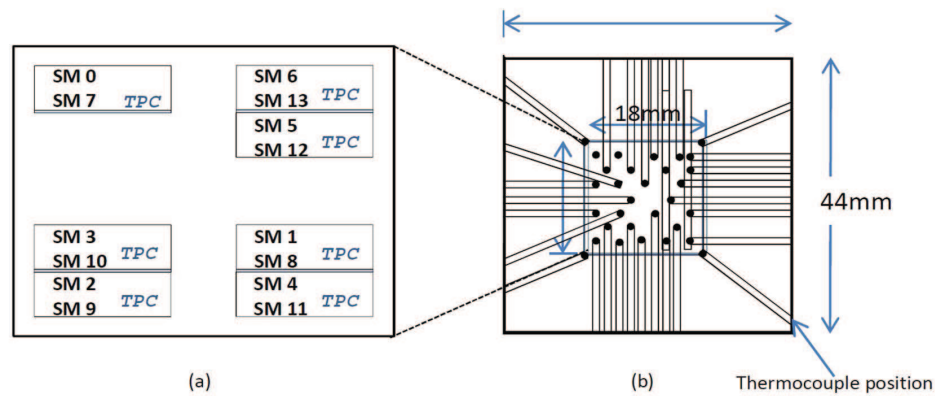 SM 0
SM 7 TPC
SM 6
SM 13 TPC
SM 5
SM 12 TPC
SM 3
SM 10 TPC
SM 2
SM 9 TPC
SM 1
SM 8 TPC
SM 4
SM 11 TPC
18mm
44mm
(a)
(b)
Thermocouple position